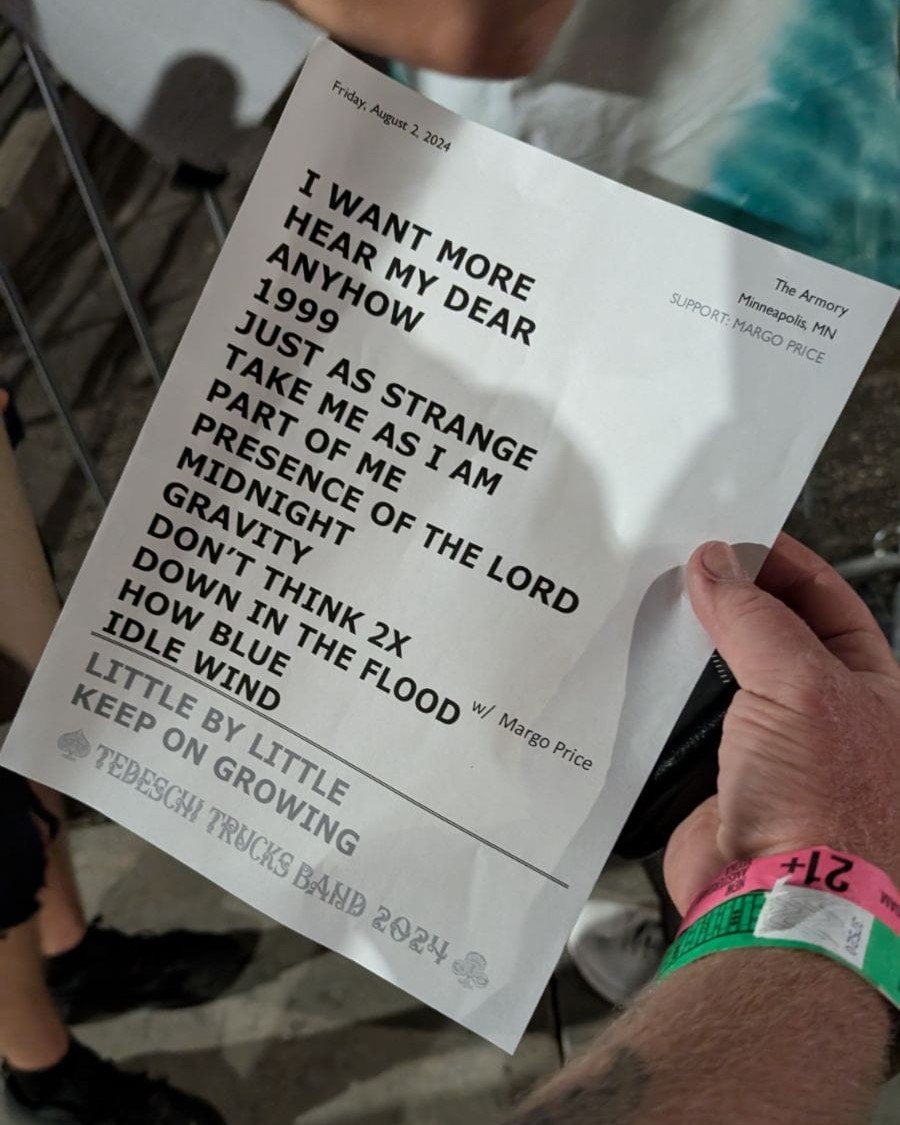 Friday, August 2, 2024
The Armory
Minneapolis, MN
SUPPORT: MARGO PRICE
I WANT MORE
HEAR MY DEAR
ANYHOW
1999
JUST AS STRANGE
TAKE ME AS I AM
PART OF ME
PRESENCE OF THE LORD
MIDNIGHT
GRAVITY
DON'T THINK 2X
DOWN IN THE FLOOD w/ Margo Price
HOW BLUE
IDLE WIND
LITTLE BY LITTLE
KEEP ON GROWING
TEDESCHI TRUCKS BAND 2024
21+